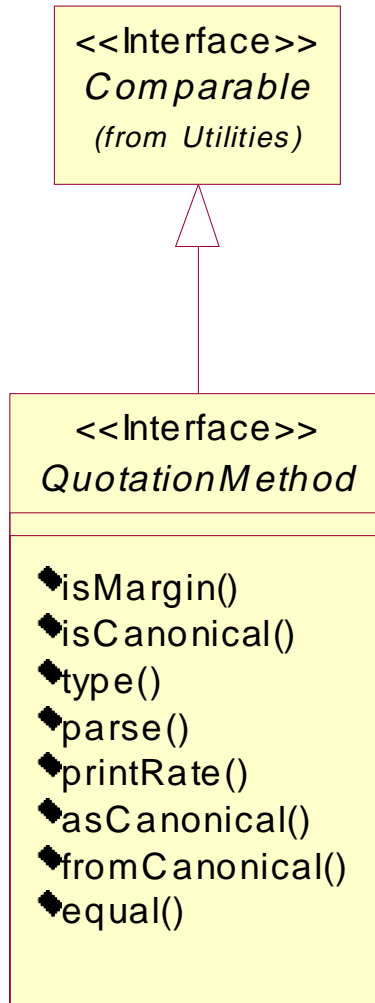 <<Interface>>
Comparable
(from Utilities)
<<Interface>>
QuotationMethod
isMargin()
isCanonical()
type()
parse()
printRate()
asCanonical()
fromCanonical()
equal()